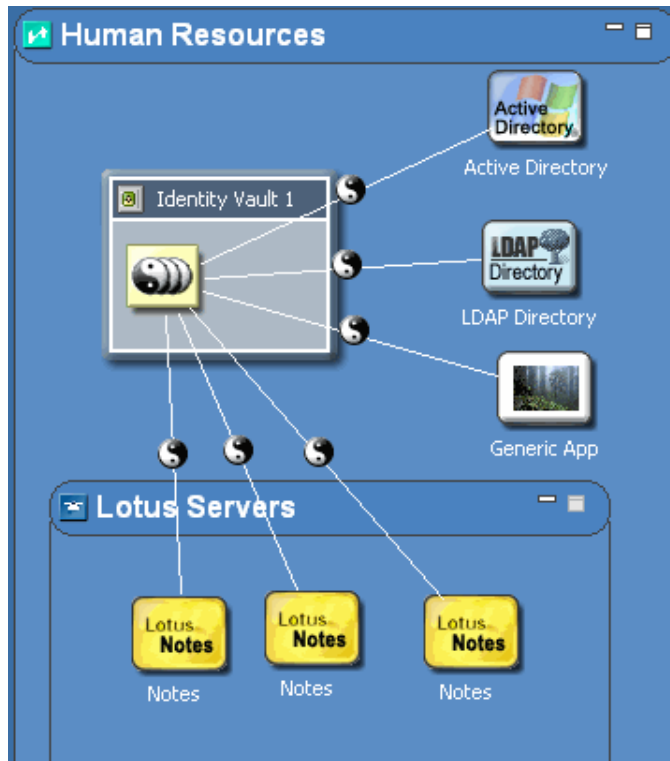 Human Resources
Active
Directory
Active Directory
Identity Vault 1
LDAP
Directory
LDAP Directory
Generic App
Lotus Servers
Lotus
Notes
Notes
Lotus
Notes
Notes
Lotus
Notes
Notes